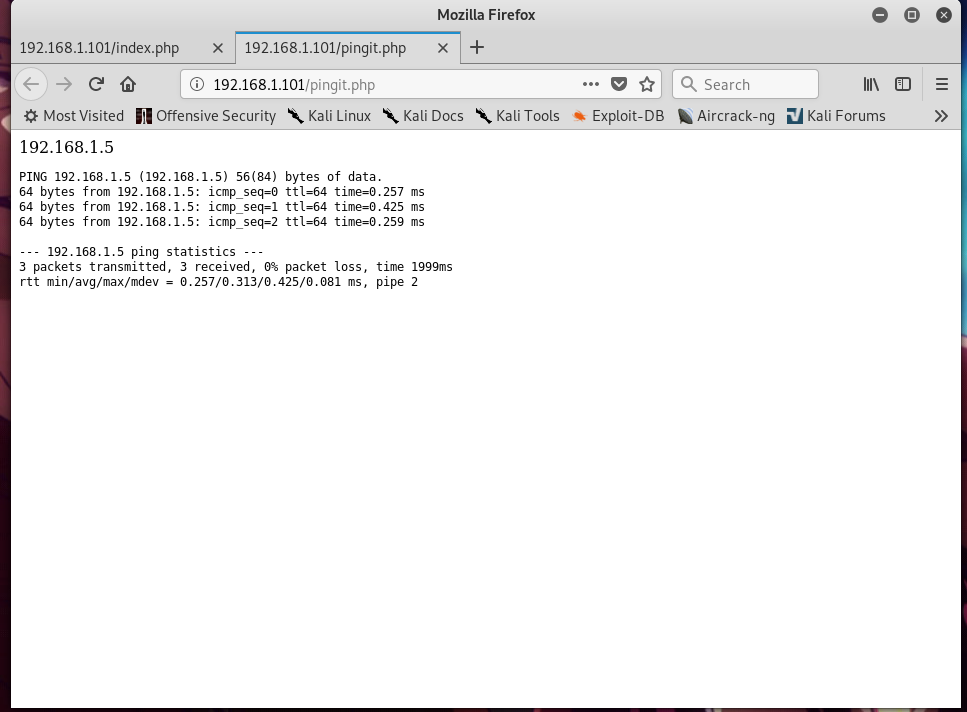 Mozilla Firefox
192.168.1.101/index.php
192.168.1.101/pingit.php
192.168.1.101/pingit.php
Search
Most Visited Offensive Security Kali Linux Kali Docs Kali Tools Exploit-DB Aircrack-ng Kali Forums
192.168.1.5
PING 192.168.1.5 (192.168.1.5) 56(84) bytes of data.
64 bytes from 192.168.1.5: icmp_seq=0 ttl=64 time=0.257 ms
64 bytes from 192.168.1.5: icmp_seq=1 ttl=64 time=0.425 ms
64 bytes from 192.168.1.5: icmp_seq=2 ttl=64 time=0.259 ms
--- 192.168.1.5 ping statistics ---
3 packets transmitted, 3 received, 0% packet loss, time 1999ms
rtt min/avg/max/mdev = 0.257/0.313/0.425/0.081 ms, pipe 2